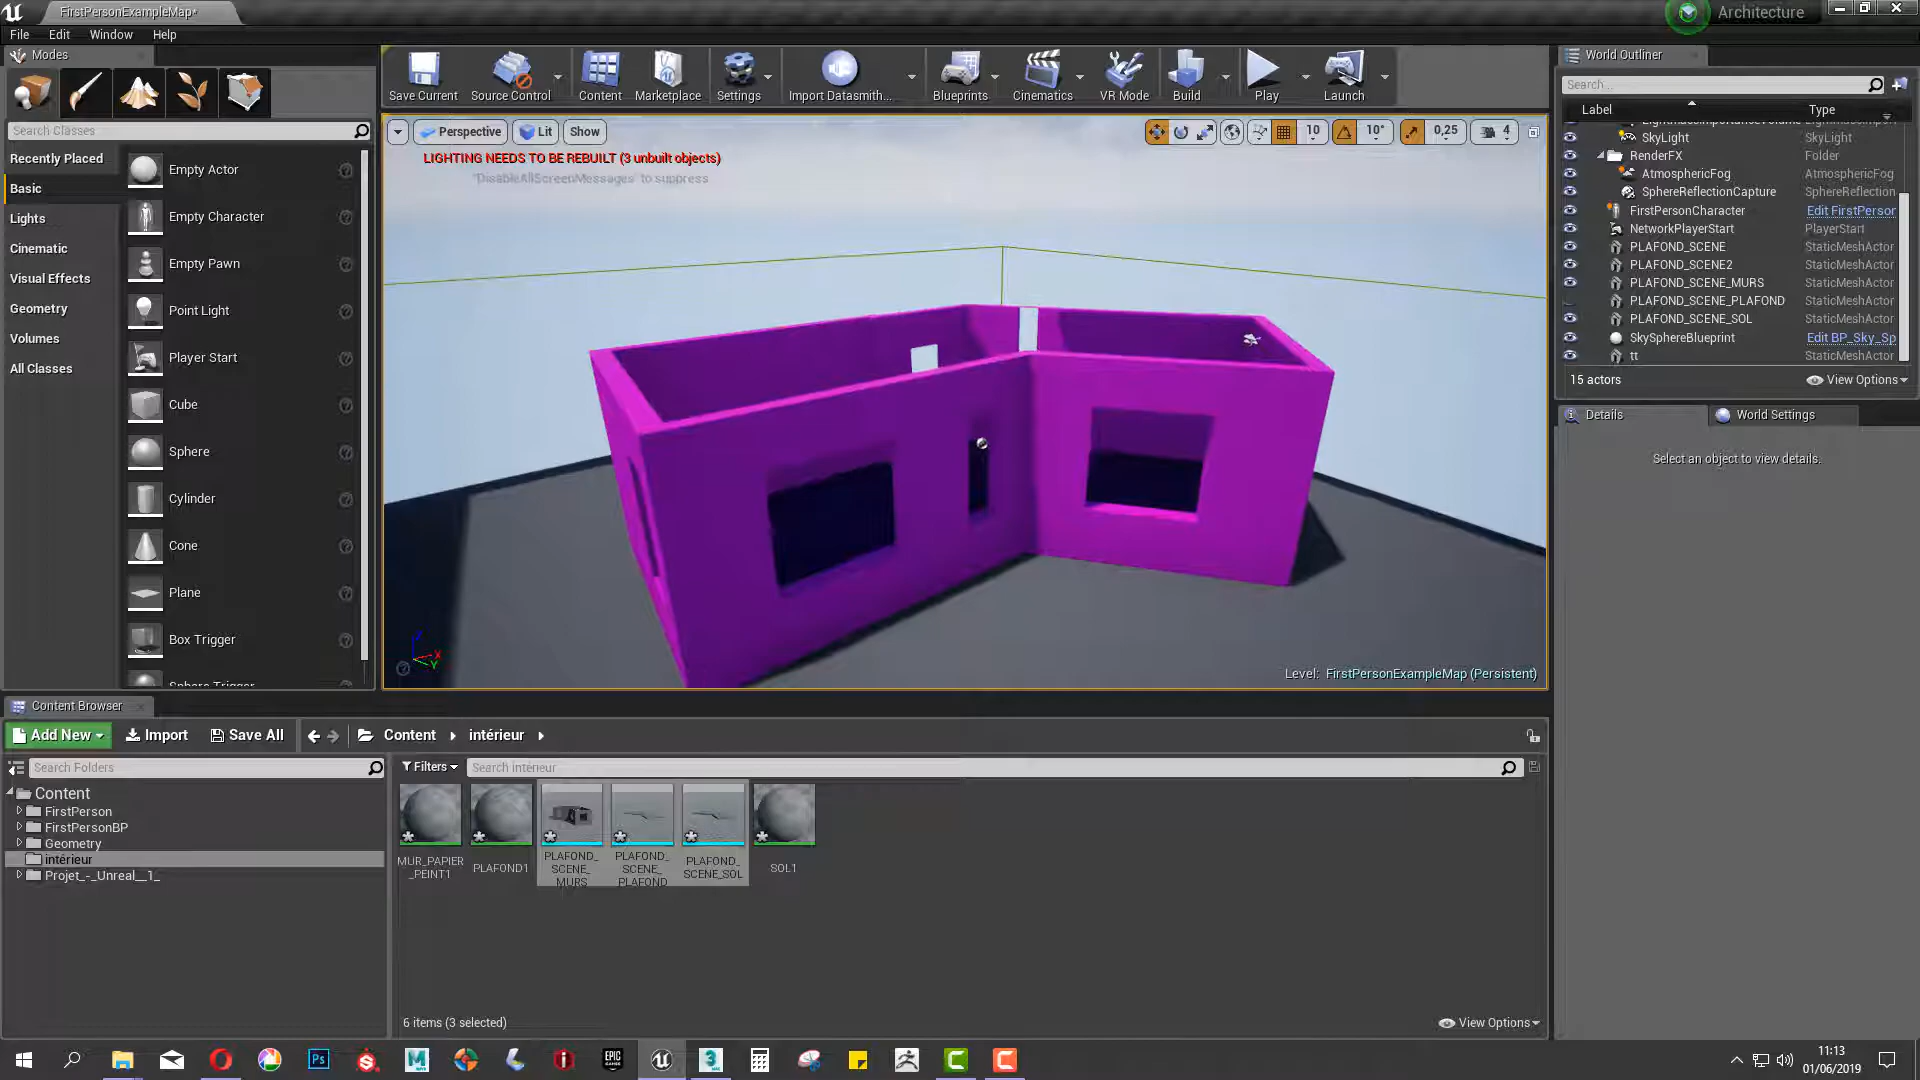 FirstPersonExampleMap*
Architecture
File Edit Window Help
Modes
Search Classes
Recently Placed
Basic
Lights
Cinematic
Visual Effects
Geometry
Volumes
All Classes
Empty Actor
Empty Character
Empty Pawn
Point Light
Player Start
Cube
Sphere
Cylinder
Cone
Plane
Box Trigger
Sphere Trigger
Save Current
Source Control
Content
Marketplace
Settings
Import Datasmith...
Blueprints
Cinematics
VR Mode
Build
Play
Launch
Perspective Lit Show
10 10° 0,25 4
LIGHTING NEEDS TO BE REBUILT (3 unbuilt objects)
'DisableAllScreenMessages' to suppress
Z X Y
Level: FirstPersonExampleMap (Persistent)
World Outliner
Search...
Label Type
SkyLight SkyLight
RenderFX Folder
AtmosphericFog AtmosphericFog
SphereReflectionCapture SphereReflection
FirstPersonCharacter Edit FirstPerson
NetworkPlayerStart PlayerStart
PLAFOND_SCENE StaticMeshActor
PLAFOND_SCENE2 StaticMeshActor
PLAFOND_SCENE_MURS StaticMeshActor
PLAFOND_SCENE_PLAFOND StaticMeshActor
PLAFOND_SCENE_SOL StaticMeshActor
SkySphereBlueprint Edit BP_Sky_Sp
tt StaticMeshActor
15 actors View Options
Details World Settings
Select an object to view details.
Content Browser
Add New Import Save All Content intérieur
Search Folders
Content
FirstPerson
FirstPersonBP
Geometry
intérieur
Projet_-_Unreal__1_
Filters Search intérieur
MUR_PAPIER
_PEINT1
PLAFOND1
PLAFOND_
SCENE_
MURS
PLAFOND_
SCENE_
PLAFOND
PLAFOND_
SCENE_SOL
SOL1
6 items (3 selected) View Options
Ps
M
3
EPIC
GAMES
11:13
01/06/2019